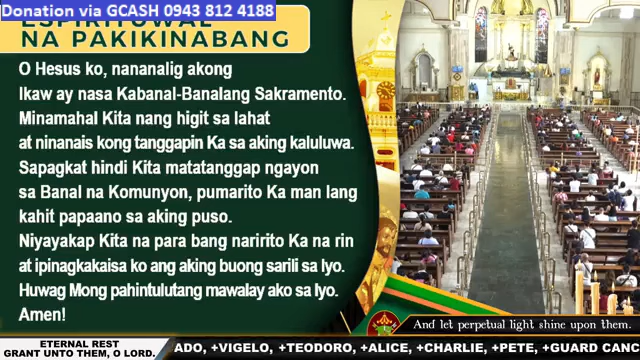 Donation via GCASH 0943 812 4188
ESPIRITUWAL
NA PAKIKINABANG
O Hesus ko, nananalig akong
Ikaw ay nasa Kabanal-Banalang Sakramento.
Minamahal Kita nang higit sa lahat
at ninanais kong tanggapin Ka sa aking kaluluwa.
Sapagkat hindi Kita matatanggap ngayon
sa Banal na Komunyon, pumarito Ka man lang
kahit papaano sa aking puso.
Niyayakap Kita na para bang naririto Ka na rin
at ipinagkakaisa ko ang aking buong sarili sa Iyo.
Huwag Mong pahintulutang mawalay ako sa Iyo.
Amen!
And let perpetual light shine upon them.
ETERNAL REST
GRANT UNTO THEM, O LORD.
ADO, +VIGELO, +TEODORO, +ALICE, +CHARLIE, +PETE, +GUARD CANC